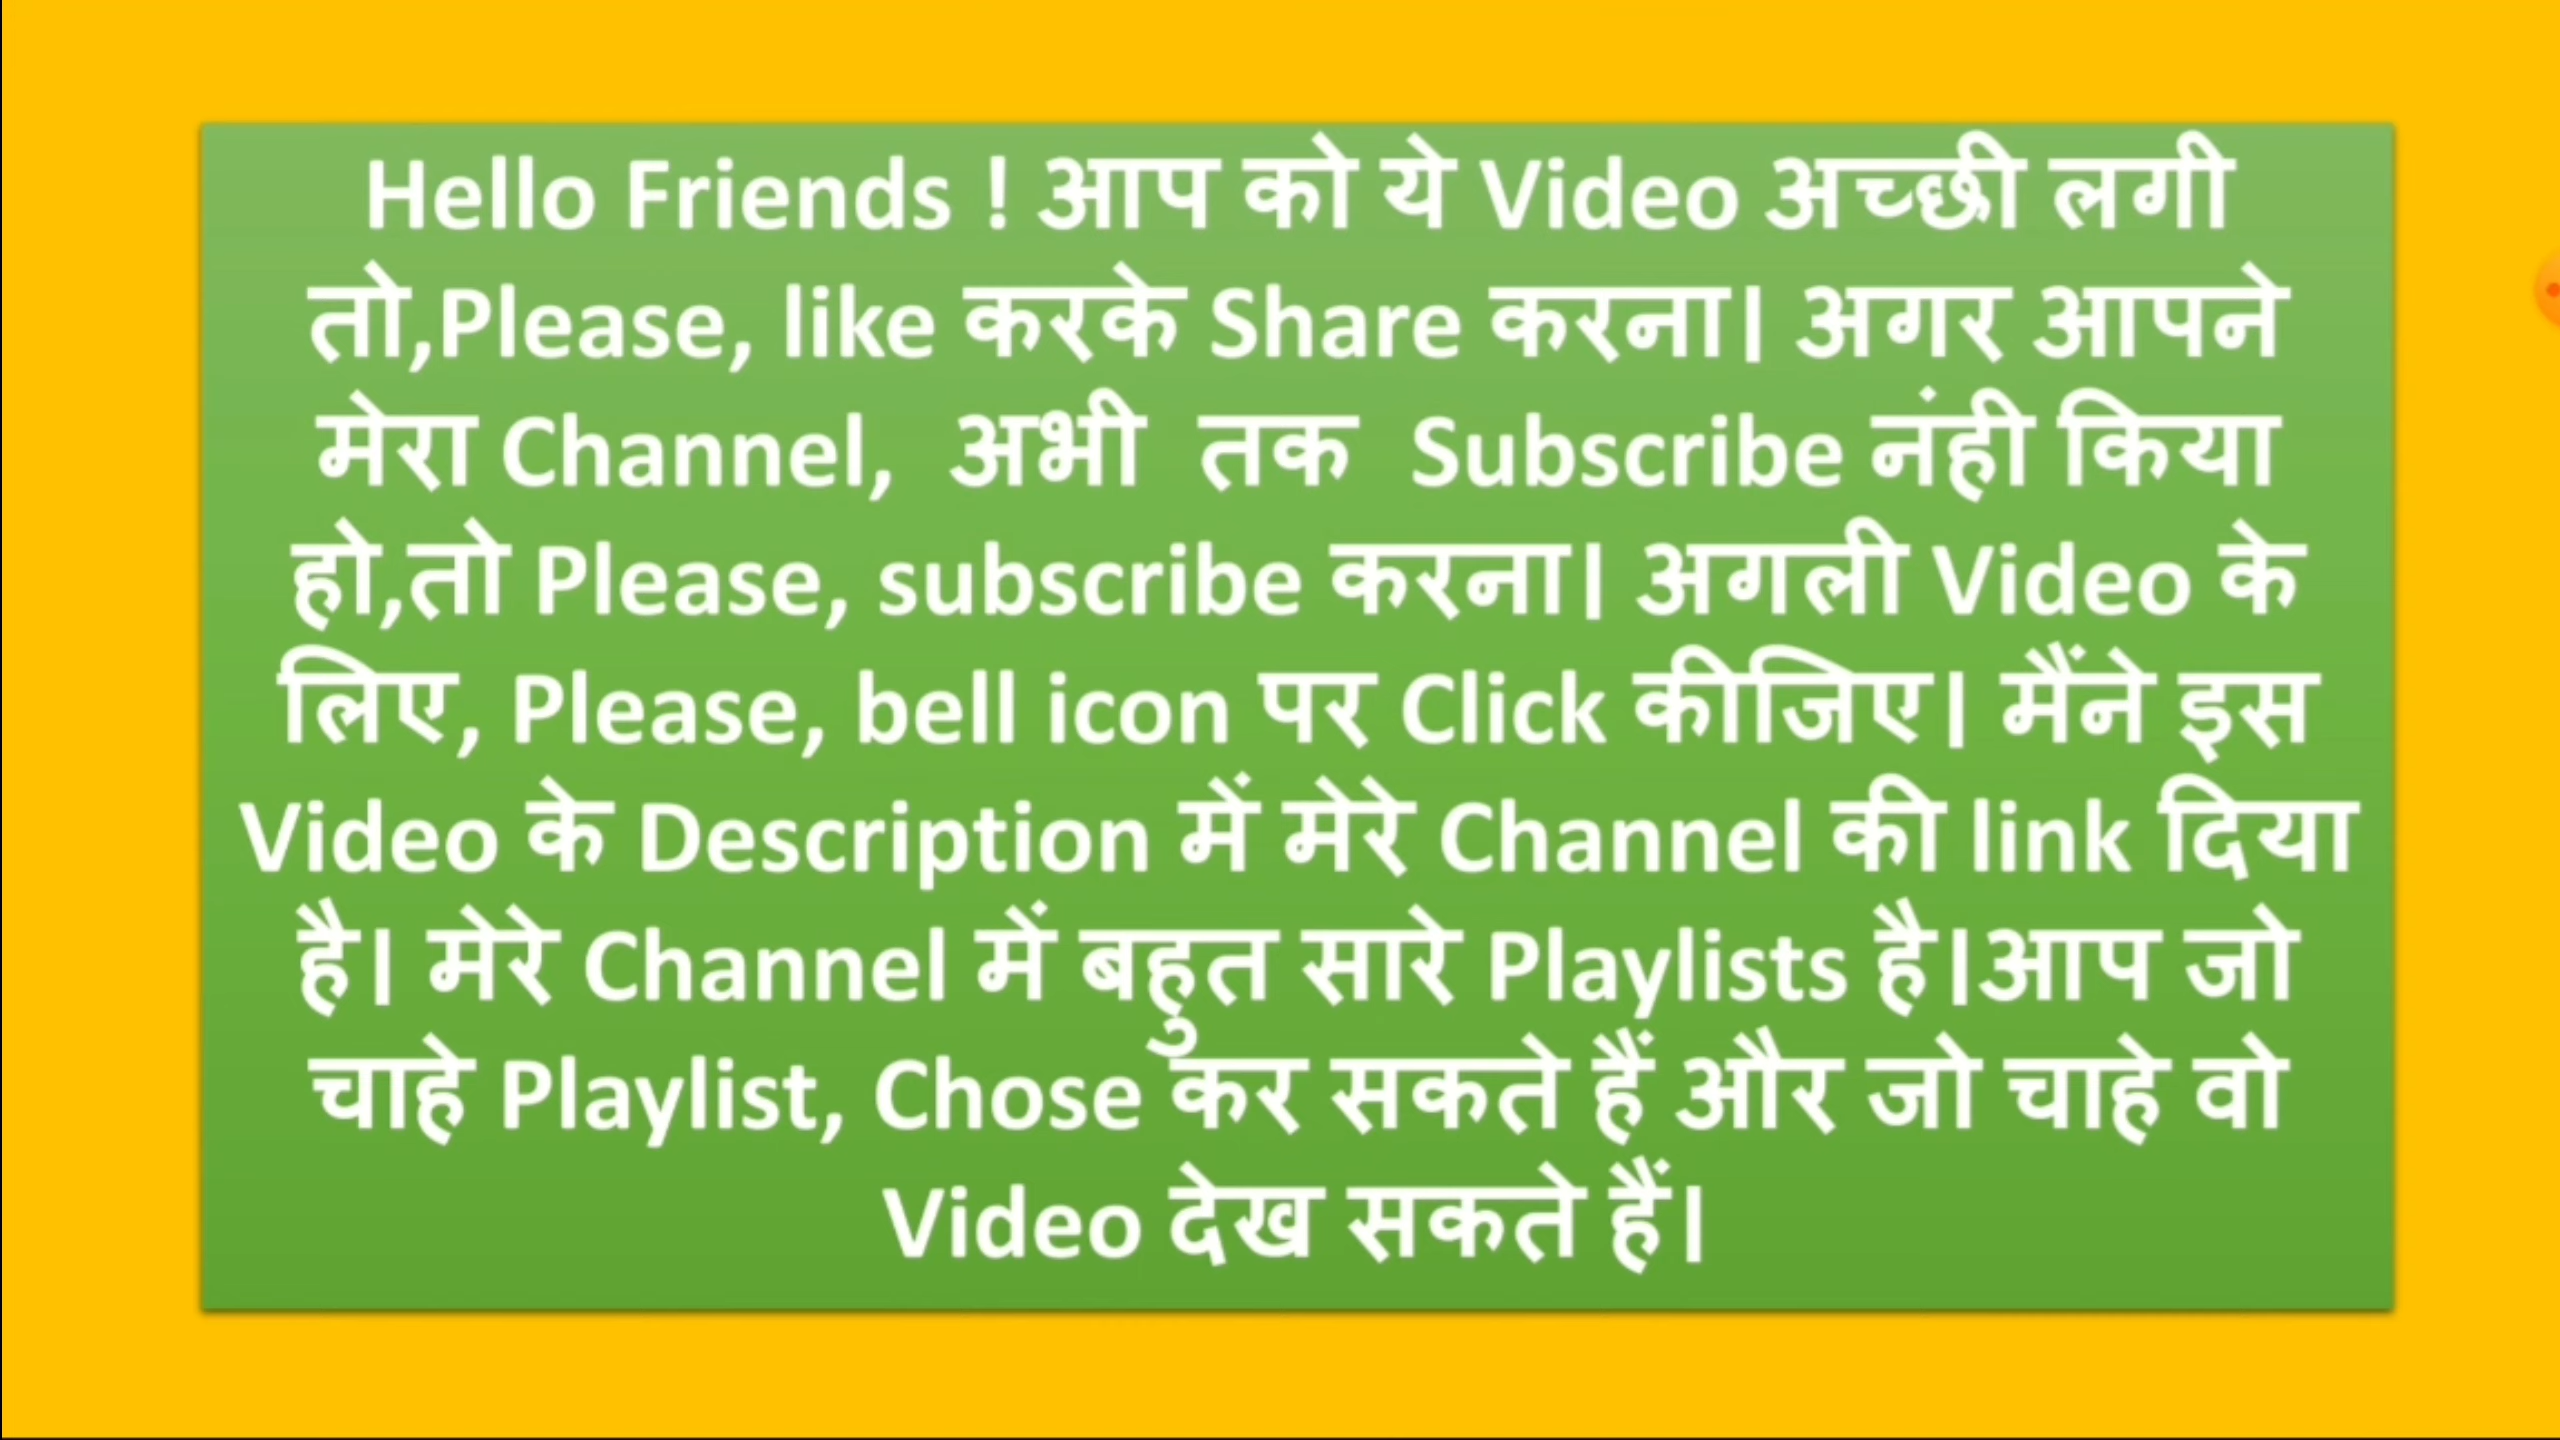 Hello Friends ! आप को ये Video अच्छी लगी
तो,Please, like करके Share करना। अगर आपने
मेरा Channel, अभी तक Subscribe नंही किया
हो,तो Please, subscribe करना। अगली Video के
लिए, Please, bell icon पर Click कीजिए। मैंने इस
Video के Description में मेरे Channel की link दिया
है। मेरे Channel में बहुत सारे Playlists है।आप जो
चाहे Playlist, Chose कर सकते हैं और जो चाहे वो
Video देख सकते हैं।